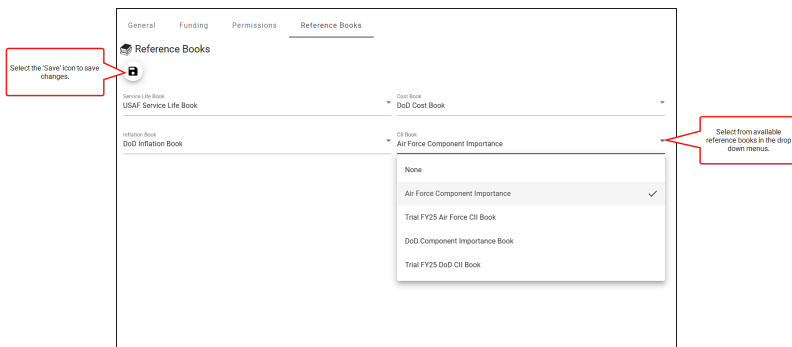 General Funding Permissions Reference Books
Reference Books
Select the 'Save' icon to save
changes.
Service Life Book
USAF Service Life Book
Cost Book
DoD Cost Book
Inflation Book
DoD Inflation Book
CII Book
Air Force Component Importance
Select from available
reference books in the drop
down menus.
None
Air Force Component Importance
Trial FY25 Air Force CII Book
DoD Component Importance Book
Trial FY25 DoD CII Book